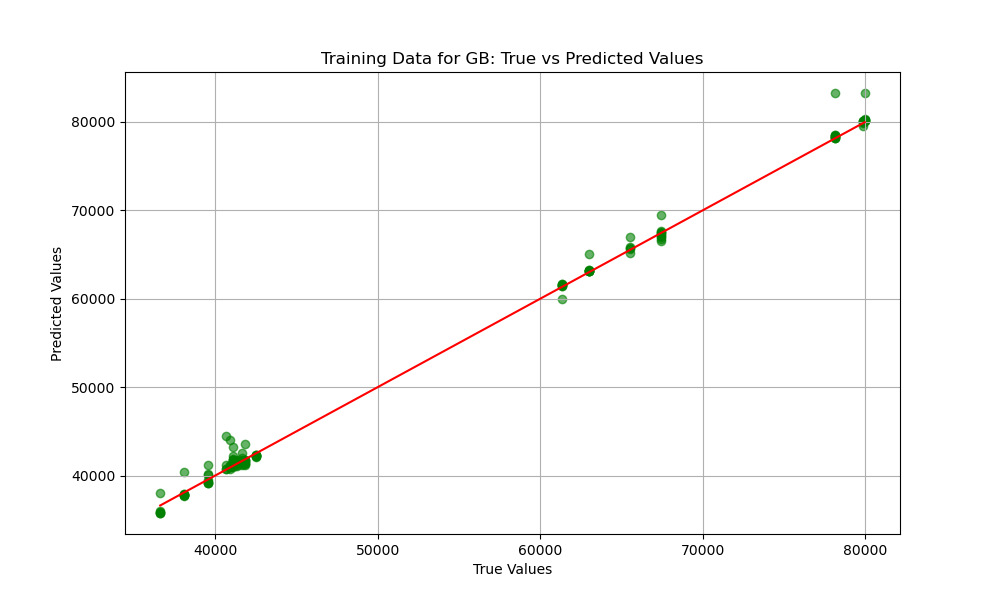 Training Data for GB: True vs Predicted Values
80000
70000
60000
50000
40000
Predicted Values
40000 50000 60000 70000 80000
True Values